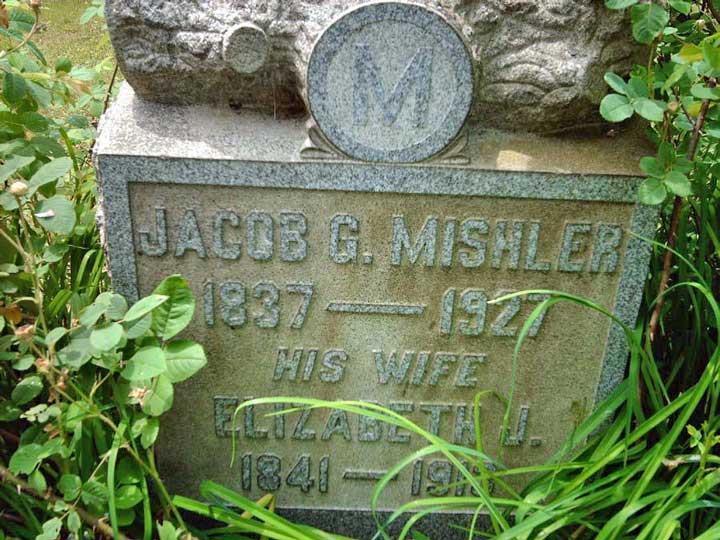 M
JACOB G. MISHLER
1837 — 1927
HIS WIFE
ELIZABETH J.
1841 —